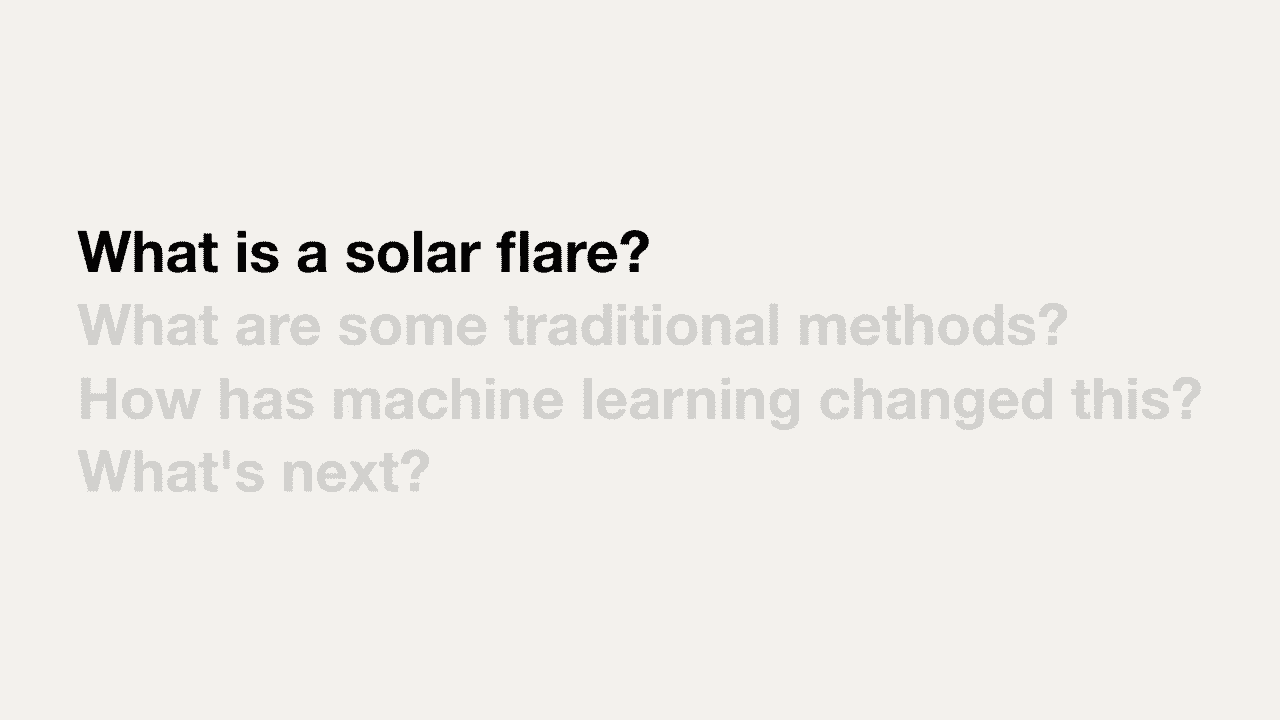 What is a solar flare?
What are some traditional methods?
How has machine learning changed this?
What's next?